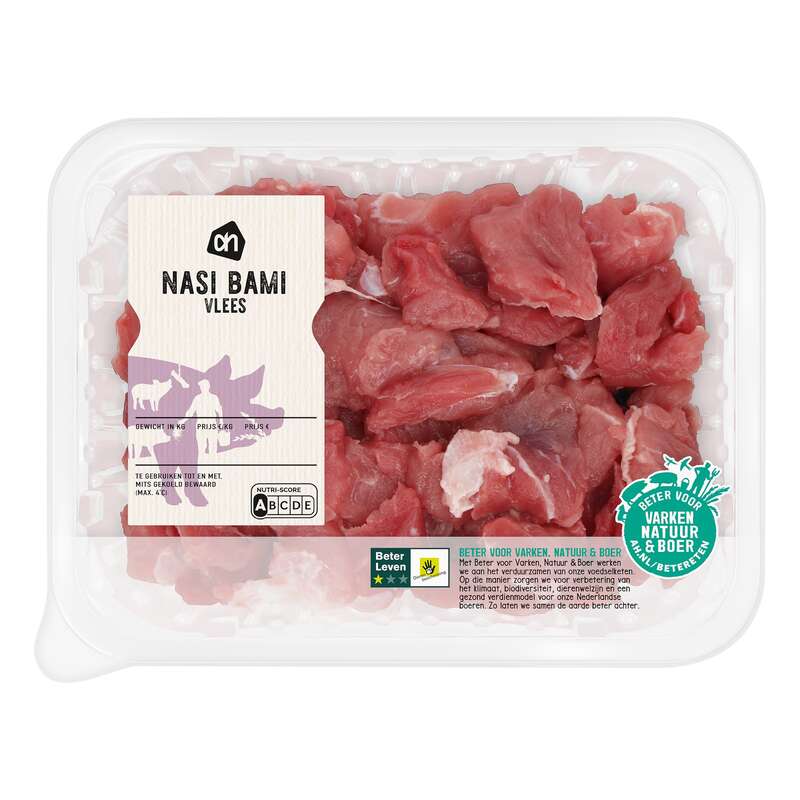 ah
NASI BAMI
VLEES
GEWICHT IN KG PRIJS €/KG PRIJS €
TE GEBRUIKEN TOT EN MET,
MITS GEKOELD BEWAARD
(MAX. 4°C)
NUTRI-SCORE
A B C D E
Beter
Leven
BETER VOOR VARKEN, NATUUR & BOER
Met Beter voor Varken, Natuur & Boer werken
we aan het verduurzamen van onze voedselketen.
Op die manier zorgen we voor verbetering van
het klimaat, biodiversiteit, dierenwelzijn en een
gezond verdienmodel voor onze Nederlandse
boeren. Zo laten we samen de aarde beter achter.
BETER VOOR
VARKEN
NATUUR
& BOER
AH.NL/BETERETEN